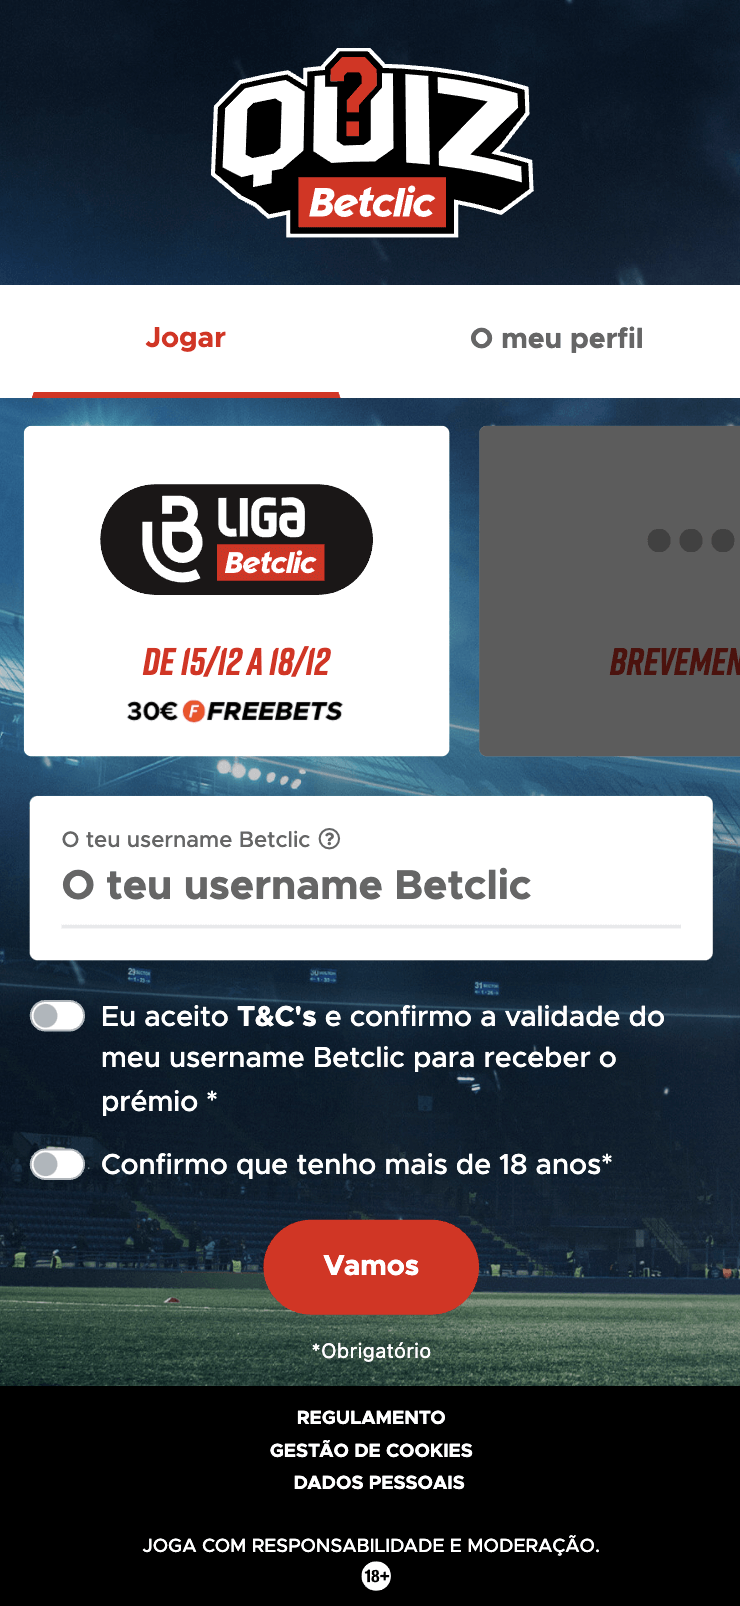 QUIZ
Betclic
Jogar
O meu perfil
LIGA
Betclic
DE 15/12 A 18/12
30€ F FREEBETS
BREVEMEN
O teu username Betclic ?
O teu username Betclic
Eu aceito T&C's e confirmo a validade do
meu username Betclic para receber o
prémio *
Confirmo que tenho mais de 18 anos*
Vamos
*Obrigatório
REGULAMENTO
GESTÃO DE COOKIES
DADOS PESSOAIS
JOGA COM RESPONSABILIDADE E MODERAÇÃO.
18+